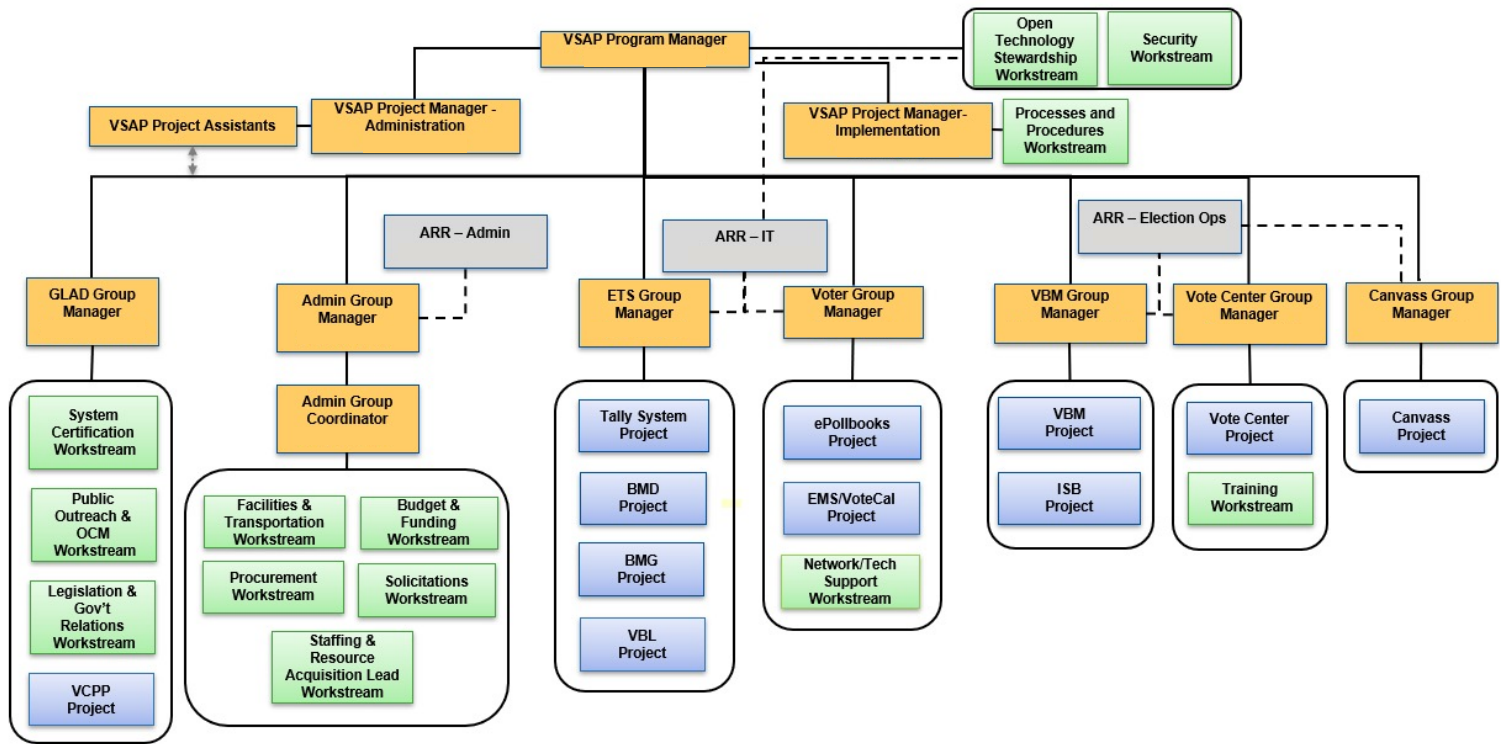 VSAP Program Manager
Open
Technology
Stewardship
Workstream
Security
Workstream
VSAP Project Assistants
VSAP Project Manager -
Administration
VSAP Project Manager-
Implementation
Processes and
Procedures
Workstream
ARR – Admin
ARR – IT
ARR – Election Ops
GLAD Group
Manager
Admin Group
Manager
ETS Group
Manager
Voter Group
Manager
VBM Group
Manager
Vote Center Group
Manager
Canvass Group
Manager
Admin Group
Coordinator
System
Certification
Workstream
Public
Outreach &
OCM
Workstream
Legislation &
Gov't
Relations
Workstream
VCPP
Project
Facilities &
Transportation
Workstream
Budget &
Funding
Workstream
Procurement
Workstream
Solicitations
Workstream
Staffing &
Resource
Acquisition Lead
Workstream
Tally System
Project
BMD
Project
BMG
Project
VBL
Project
ePollbooks
Project
EMS/VoteCal
Project
Network/Tech
Support
Workstream
VBM
Project
ISB
Project
Vote Center
Project
Training
Workstream
Canvass
Project